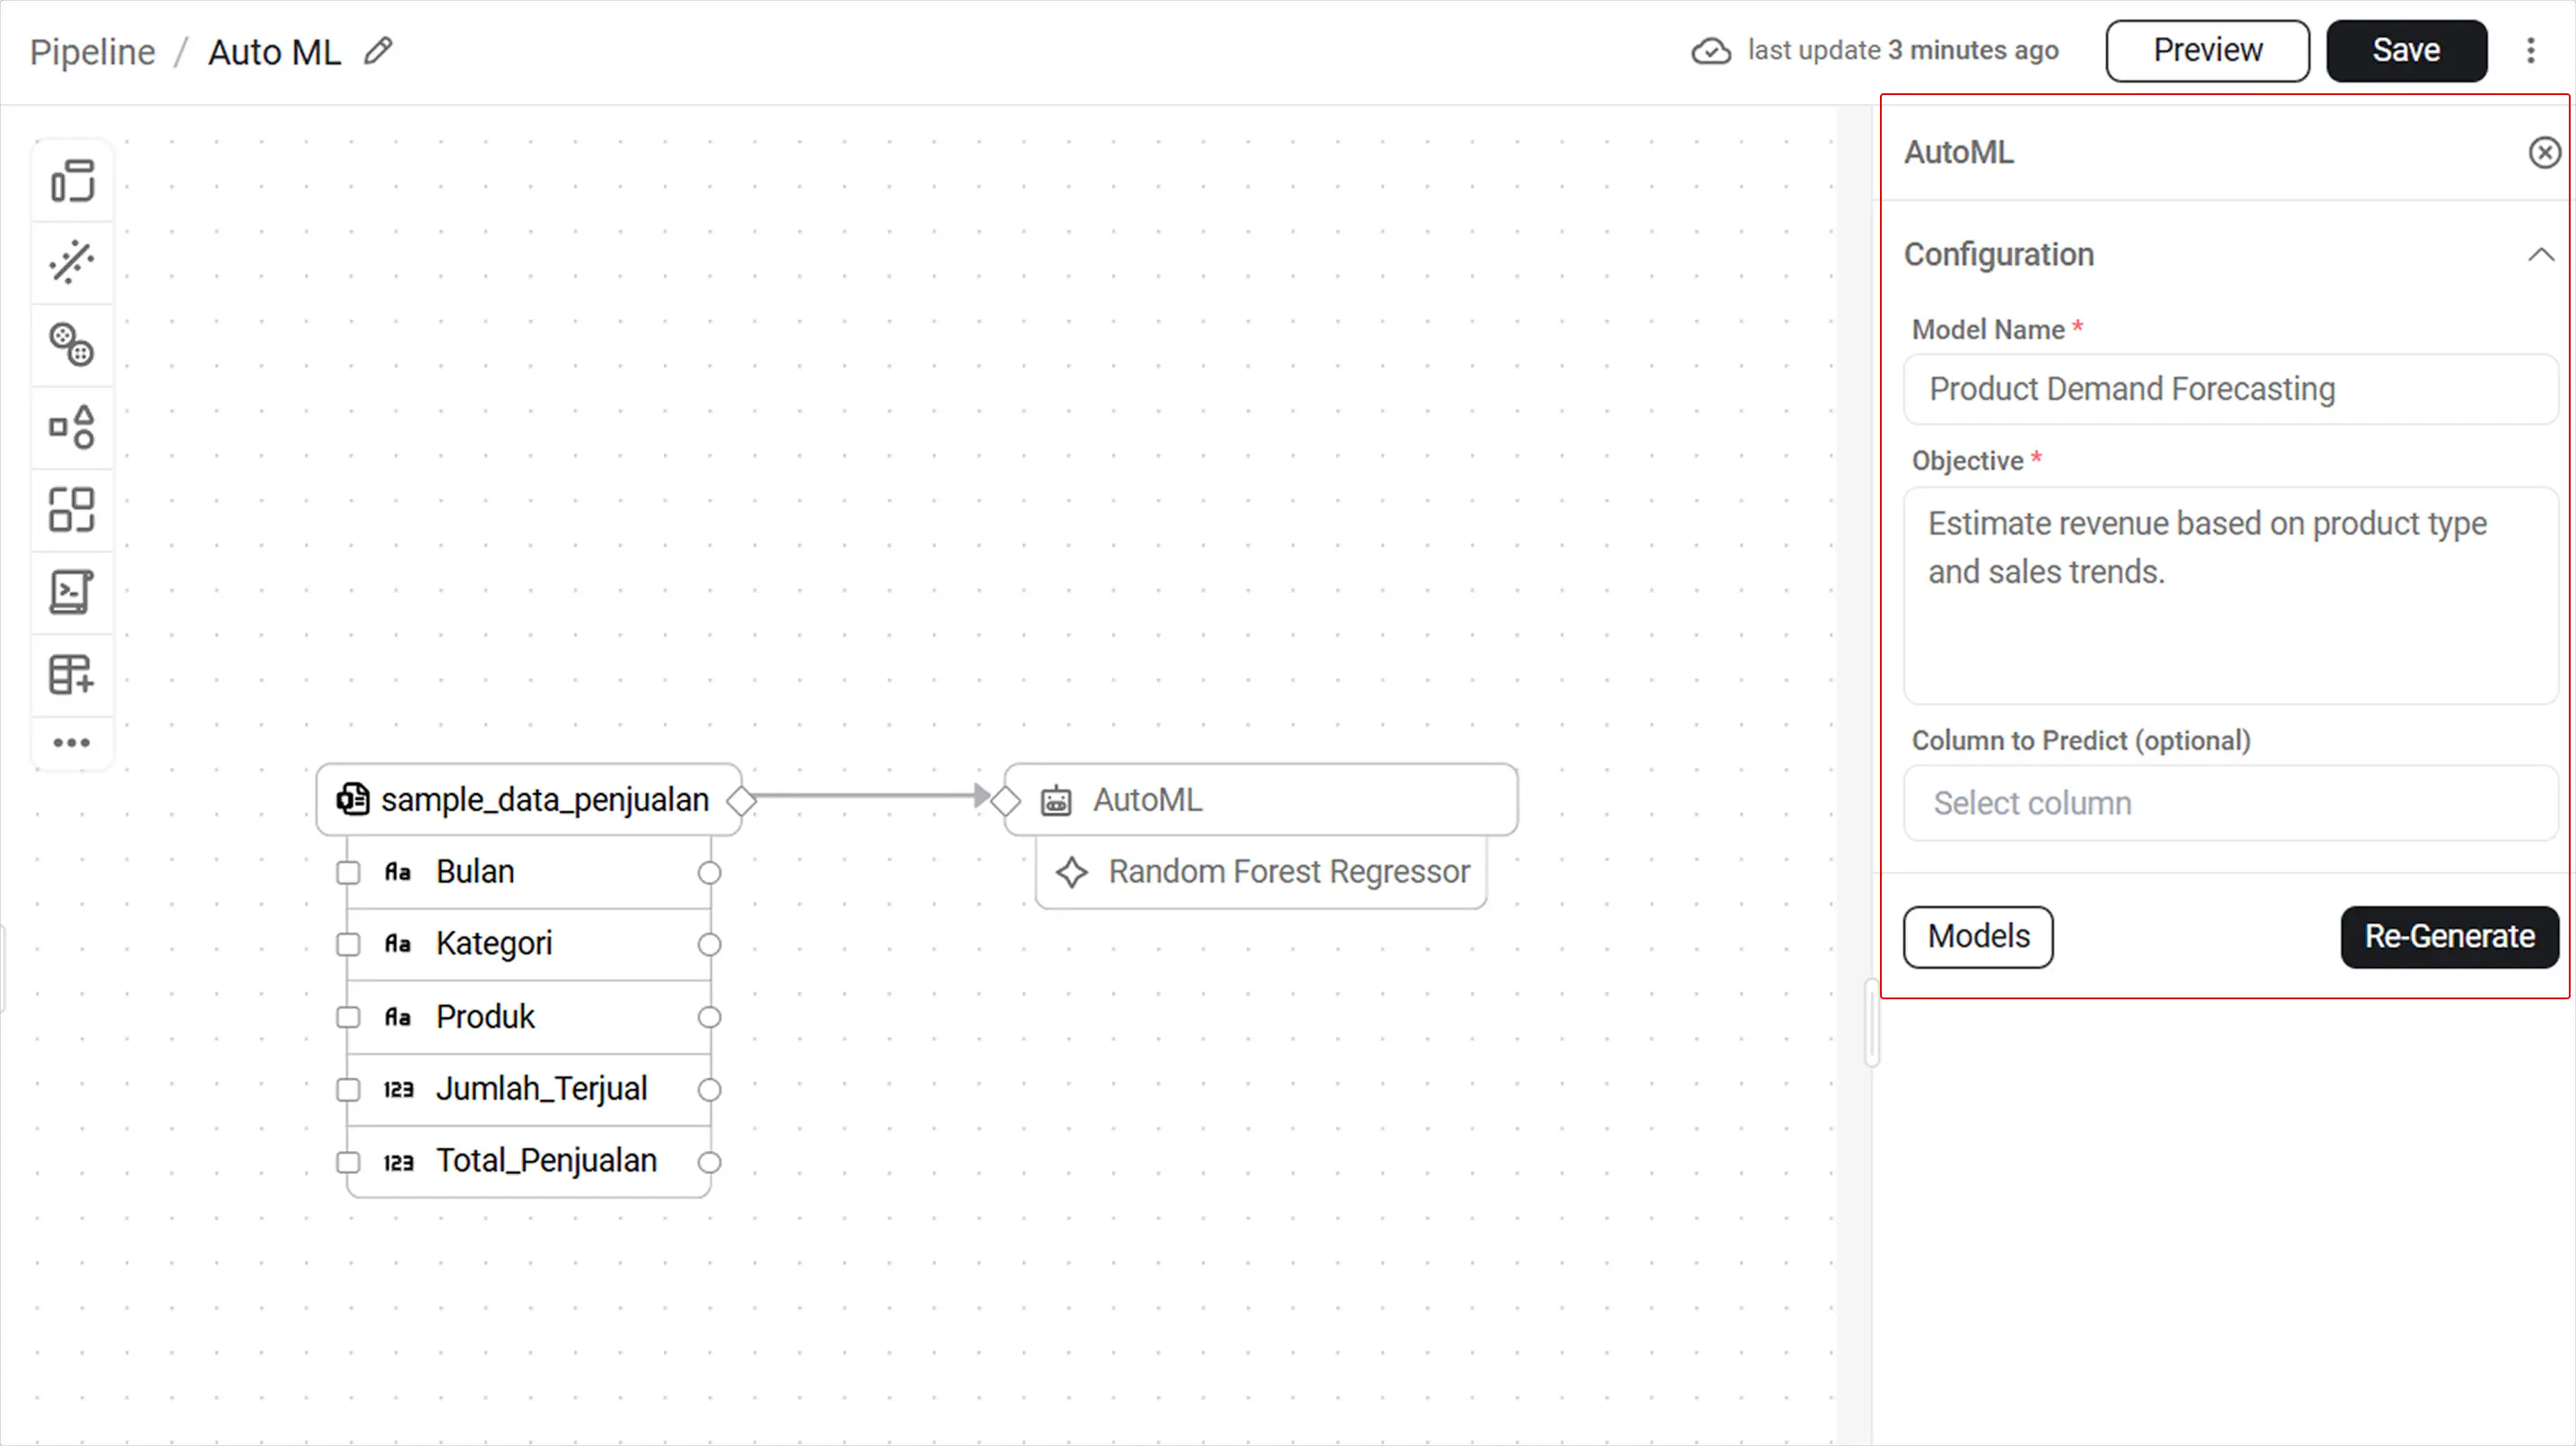 Pipeline / Auto ML
last update 3 minutes ago
Preview
Save
AutoML
Configuration
Model Name *
Product Demand Forecasting
Objective *
Estimate revenue based on product type
and sales trends.
Column to Predict (optional)
Select column
Models
Re-Generate
sample_data_penjualan
Aa Bulan
Aa Kategori
Aa Produk
123 Jumlah_Terjual
123 Total_Penjualan
AutoML
Random Forest Regressor